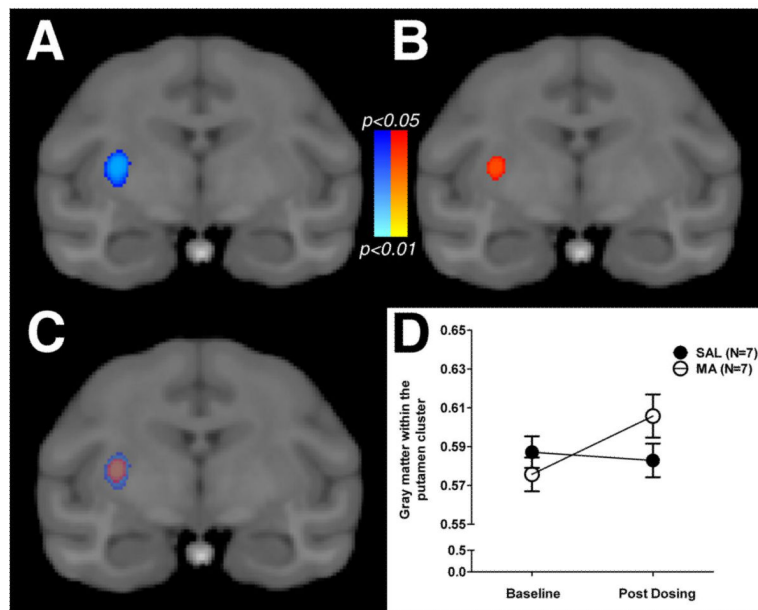 A
B
p<0.05
p<0.01
C
D
0.65
0.63
0.61
0.59
0.57
0.55
0.5
0.0
Gray matter within the
putamen cluster
SAL (N=7)
MA (N=7)
Baseline
Post Dosing